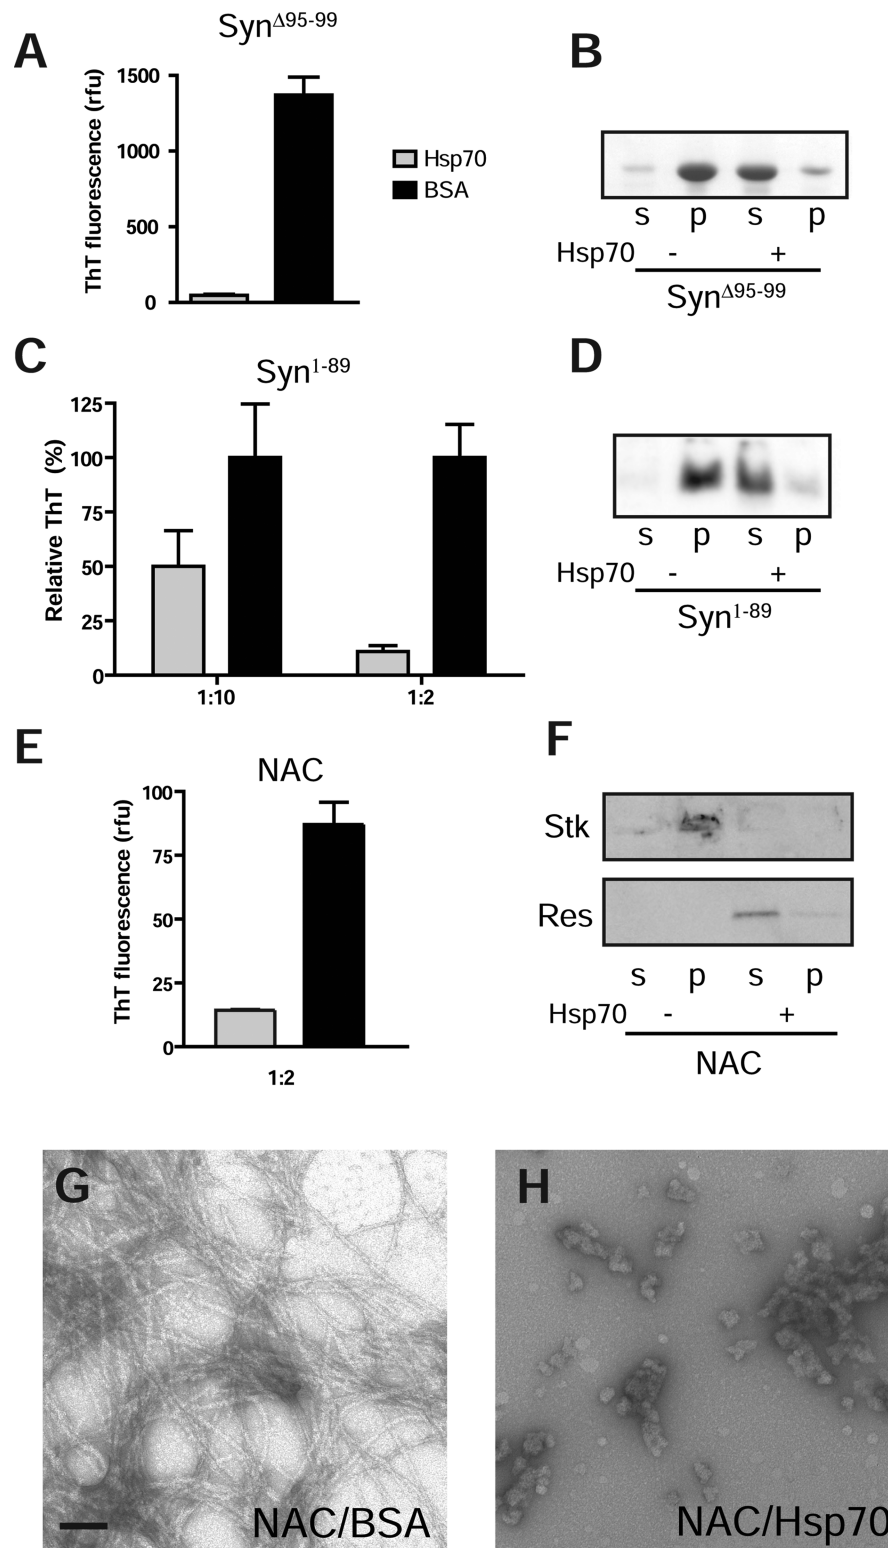 A
Syn^Δ95-99
ThT fluorescence (rfu)
1500
1000
500
0
Hsp70
BSA
B
s p s p
Hsp70 - +
Syn^Δ95-99
C
Syn^1-89
Relative ThT (%)
125
100
75
50
25
0
1:10 1:2
D
s p s p
Hsp70 - +
Syn^1-89
E
NAC
ThT fluorescence (rfu)
100
75
50
25
0
1:2
F
Stk
Res
s p s p
Hsp70 - +
NAC
G
NAC/BSA
H
NAC/Hsp70